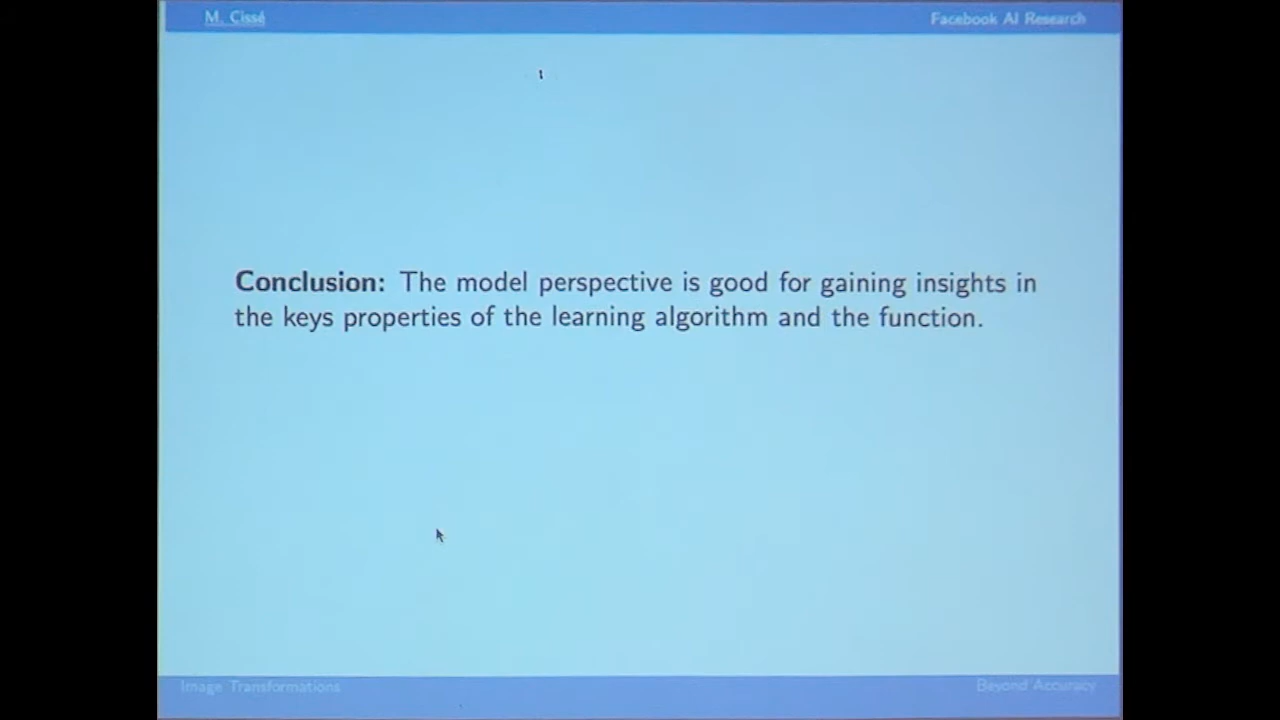 M. Cissé
Facebook AI Research
Conclusion: The model perspective is good for gaining insights in
the keys properties of the learning algorithm and the function.
Image Transformations
Beyond Accuracy